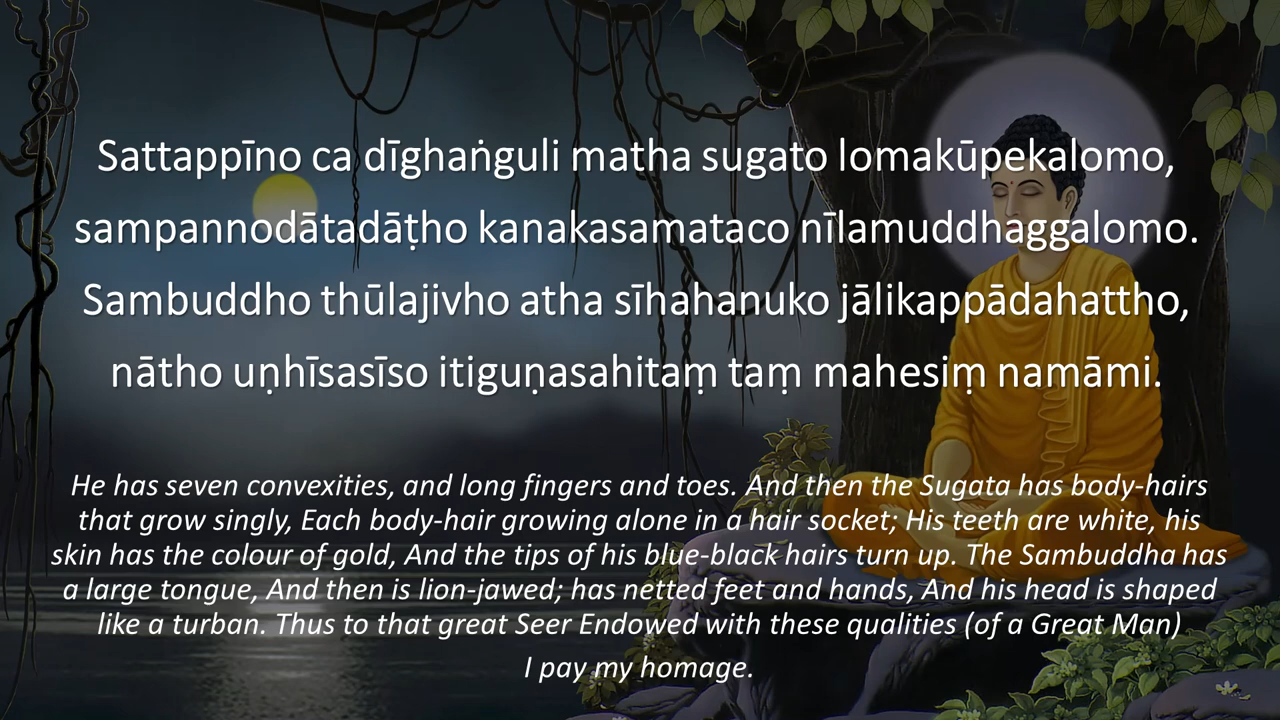 Sattappīno ca dīghaṅguli matha sugato lomakūpekalomo,
sampannodātadāṭho kanakasamataco nīlamuddhaggalomo.
Sambuddho thūlajivho atha sīhahanuko jālikappādahattho,
nātho uṇhīsasīso itiguṇasahitaṃ taṃ mahesiṃ namāmi.
He has seven convexities, and long fingers and toes. And then the Sugata has body-hairs
that grow singly, Each body-hair growing alone in a hair socket; His teeth are white, his
skin has the colour of gold, And the tips of his blue-black hairs turn up. The Sambuddha has
a large tongue, And then is lion-jawed; has netted feet and hands, And his head is shaped
like a turban. Thus to that great Seer Endowed with these qualities (of a Great Man)
I pay my homage.